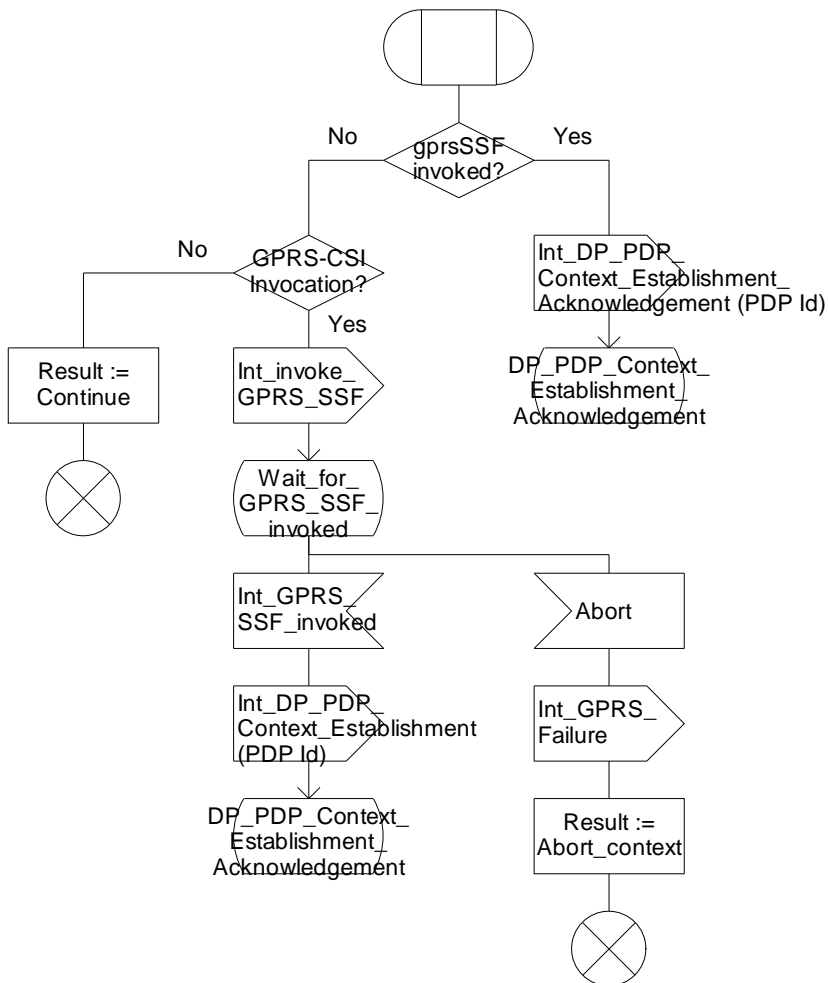 No
gprsSSF
invoked?
Yes
No
GPRS-CSI
Invocation?
Int_DP_PDP_
Context_Establishment_
Acknowledgement (PDP Id)
Yes
Result :=
Continue
Int_invoke_
GPRS_SSF
DP_PDP_Context_
Establishment_
Acknowledgement
Wait_for_
GPRS_SSF_
invoked
Int_GPRS_
SSF_invoked
Abort
Int_DP_PDP_
Context_Establishment
(PDP Id)
Int_GPRS_
Failure
DP_PDP_Context_
Establishment_
Acknowledgement
Result :=
Abort_context